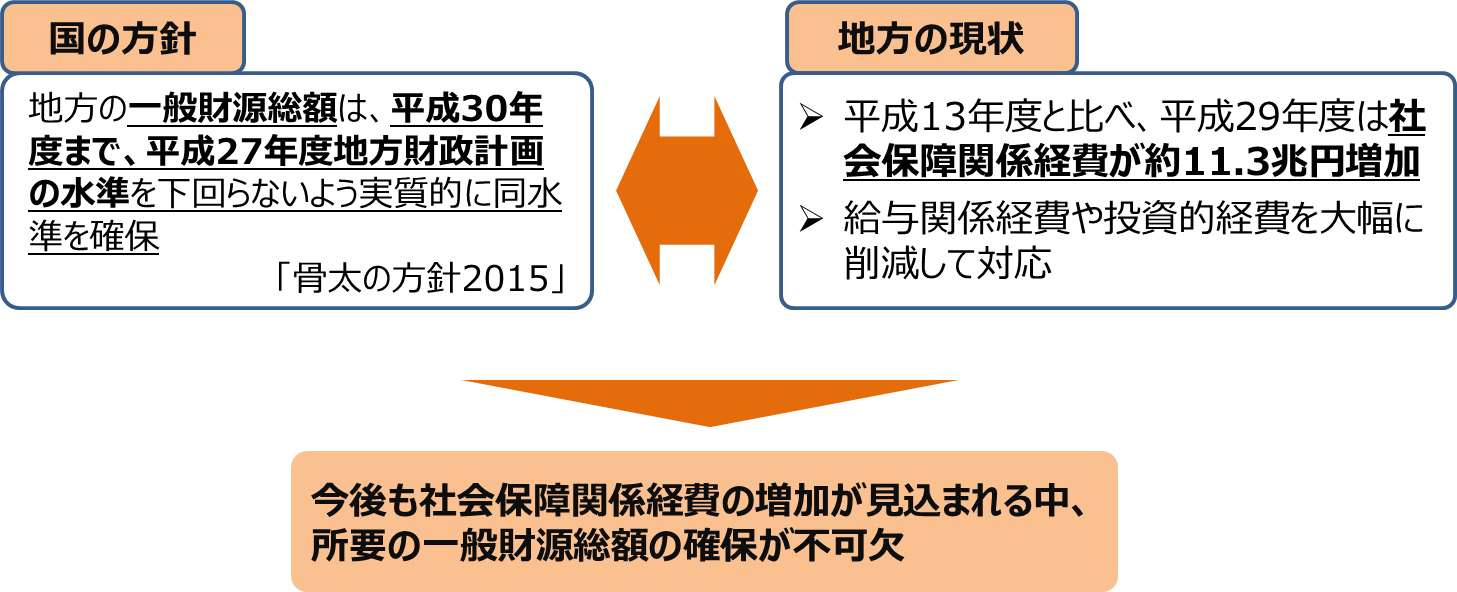 国の方針
地方の一般財源総額は、平成30年
度まで、平成27年度地方財政計画
の水準を下回らないよう実質的に同水
準を確保
「骨太の方針2015」
地方の現状
➢ 平成13年度と比べ、平成29年度は社
会保障関係経費が約11.3兆円増加
➢ 給与関係経費や投資的経費を大幅に
削減して対応
今後も社会保障関係経費の増加が見込まれる中、
所要の一般財源総額の確保が不可欠